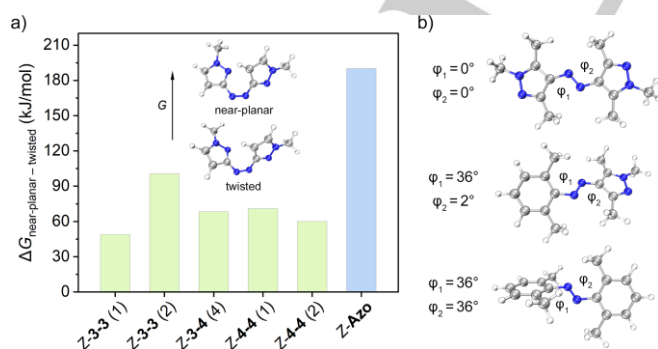 a)
ΔG near-planar – twisted (kJ/mol)
210
180
150
120
90
60
30
G
near-planar
twisted
Z-3-3 (1)
Z-3-3 (2)
Z-3-4 (4)
Z-4-4 (1)
Z-4-4 (2)
Z-Azo
b)
φ₁ = 0°
φ₂ = 0°
φ₁
φ₂
φ₁ = 36°
φ₂ = 2°
φ₁
φ₂
φ₁ = 36°
φ₂ = 36°
φ₁
φ₂